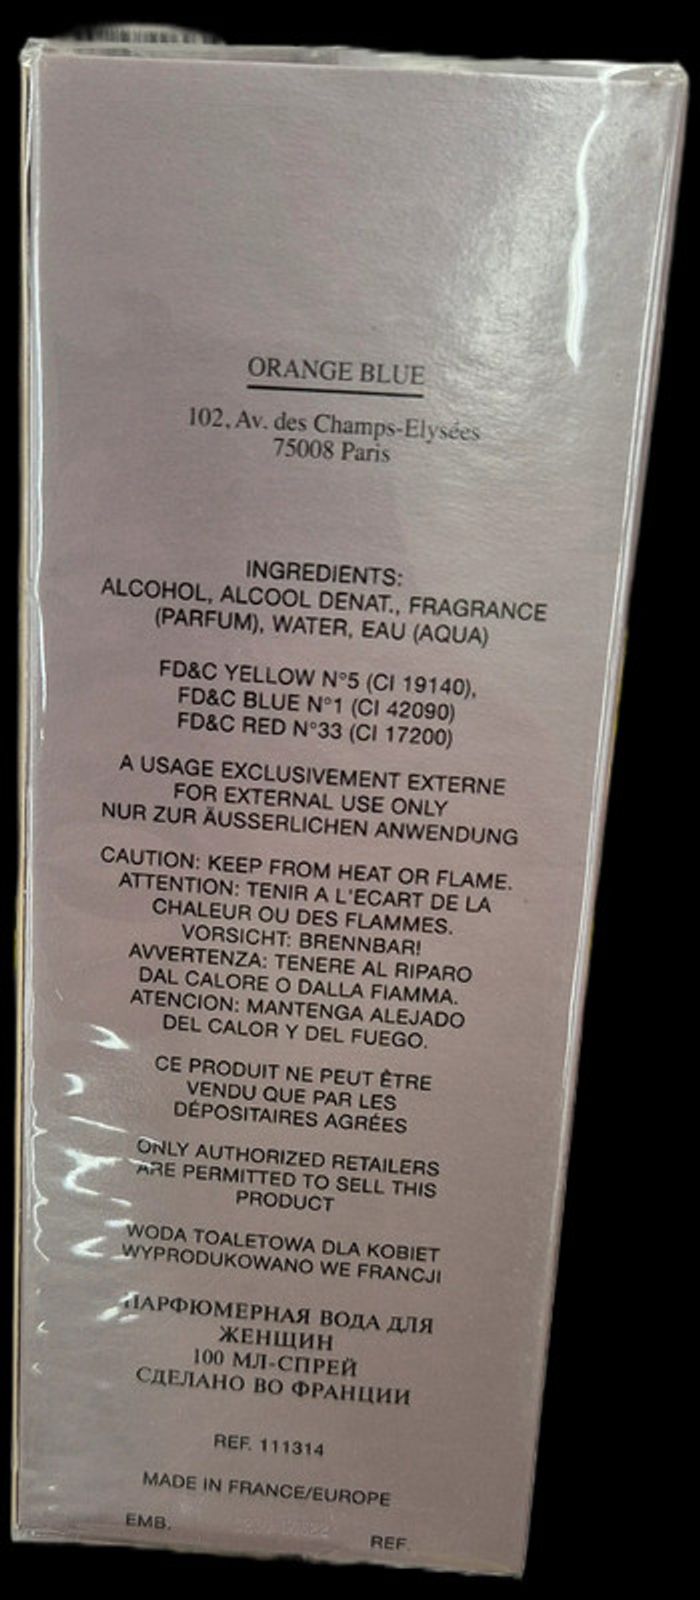 ORANGE BLUE
102, Av. des Champs-Elysées
75008 Paris
INGREDIENTS:
ALCOHOL, ALCOOL DENAT., FRAGRANCE
(PARFUM), WATER, EAU (AQUA)
FD&C YELLOW N°5 (CI 19140),
FD&C BLUE N°1 (CI 42090)
FD&C RED N°33 (CI 17200)
A USAGE EXCLUSIVEMENT EXTERNE
FOR EXTERNAL USE ONLY
NUR ZUR ÄUSSERLICHEN ANWENDUNG
CAUTION: KEEP FROM HEAT OR FLAME.
ATTENTION: TENIR A L'ECART DE LA
CHALEUR OU DES FLAMMES.
VORSICHT: BRENNBAR!
AVVERTENZA: TENERE AL RIPARO
DAL CALORE O DALLA FIAMMA.
ATENCION: MANTENGA ALEJADO
DEL CALOR Y DEL FUEGO.
CE PRODUIT NE PEUT ÊTRE
VENDU QUE PAR LES
DÉPOSITAIRES AGRÉES
ONLY AUTHORIZED RETAILERS
ARE PERMITTED TO SELL THIS
PRODUCT
WODA TOALETOWA DLA KOBIET
WYPRODUKOWANO WE FRANCJI
ПАРФЮМЕРНАЯ ВОДА ДЛЯ
ЖЕНЩИН
100 МЛ-СПРЕЙ
СДЕЛАНО ВО ФРАНЦИИ
REF. 111314
MADE IN FRANCE/EUROPE
EMB.
REF.